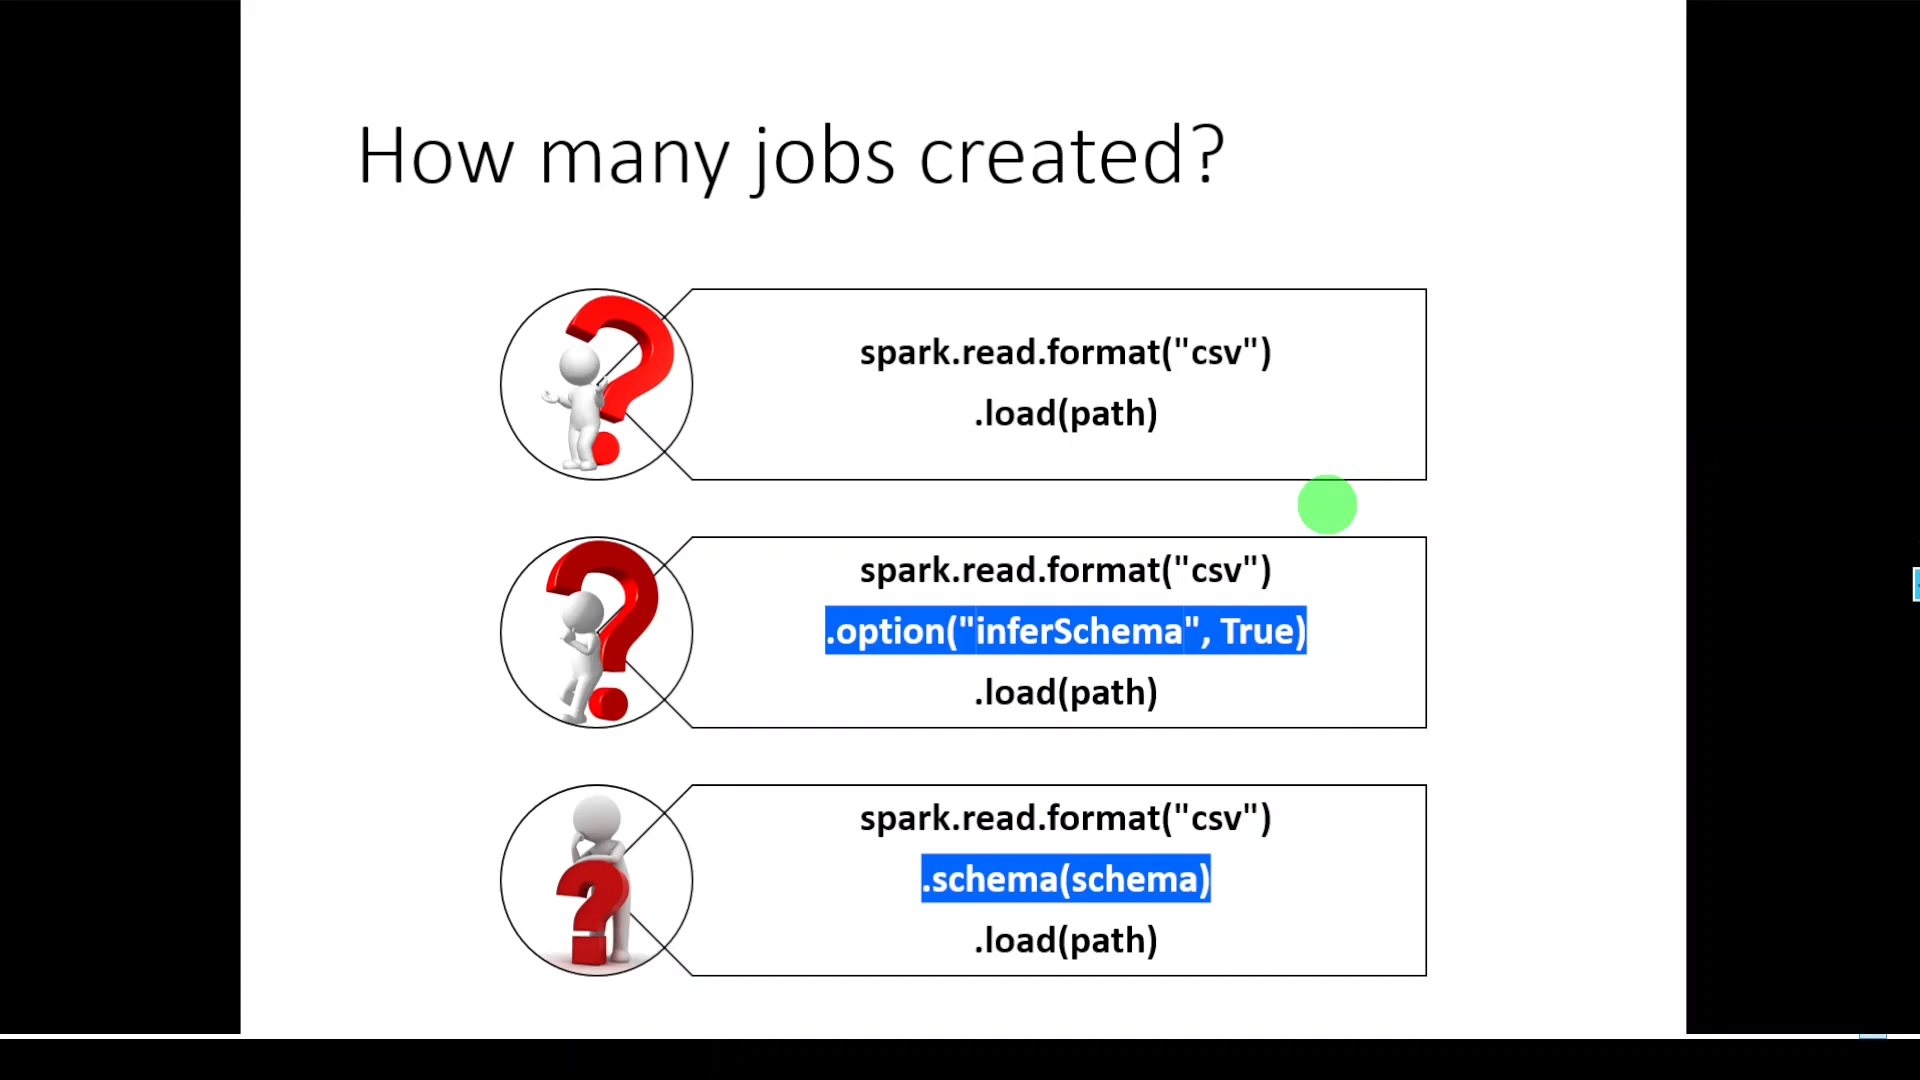 How many jobs created?
spark.read.format("csv")
.load(path)
spark.read.format("csv")
.option("inferSchema", True)
.load(path)
spark.read.format("csv")
.schema(schema)
.load(path)